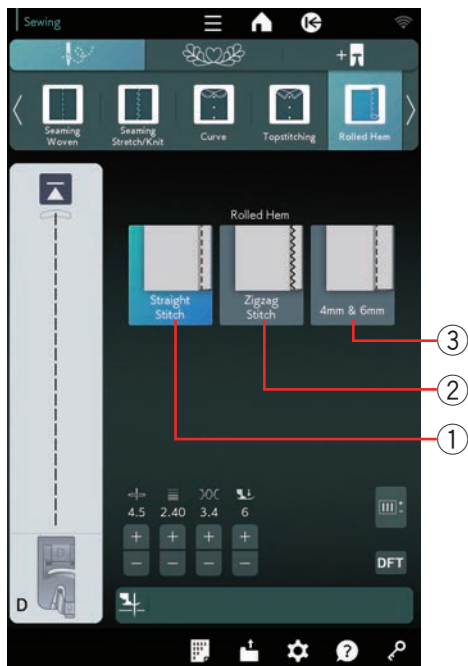 Sewing
Seaming Woven
Seaming Stretch/Knit
Curve
Topstitching
Rolled Hem
Rolled Hem
Straight Stitch
Zigzag Stitch
4mm & 6mm
③
②
①
4.5 2.40 3.4 6
+ + + +
− − − −
DFT
D